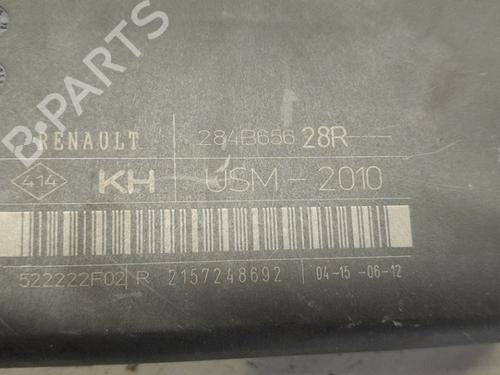 RENAULT 284B656 28R
414 KH USM - 2010
522222F02 R 2157248692 04-15-06-12
B-PARTS